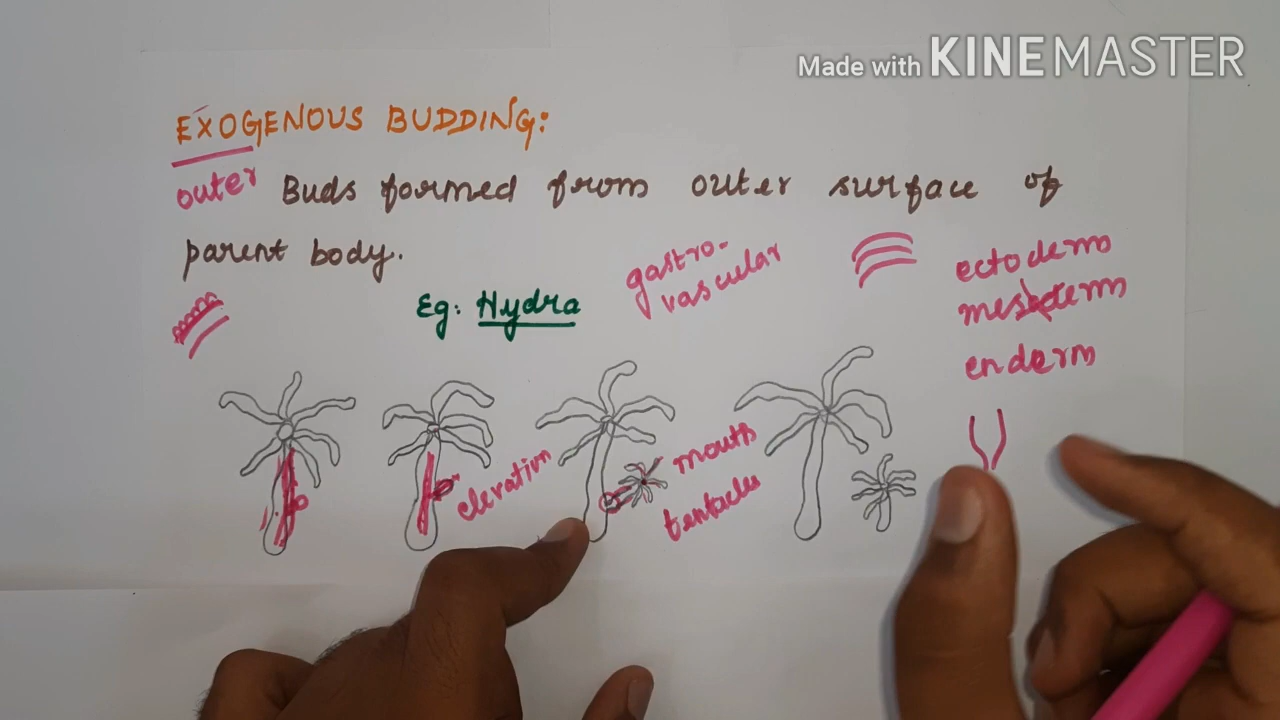 Made with KINEMASTER
EXOGENOUS BUDDING:
outer
Buds formed from outer surface of
parent body.
gastro-
vascular
ectoderm
mesoderm
enderm
Eg: Hydra
elevation
mouth
tentacles